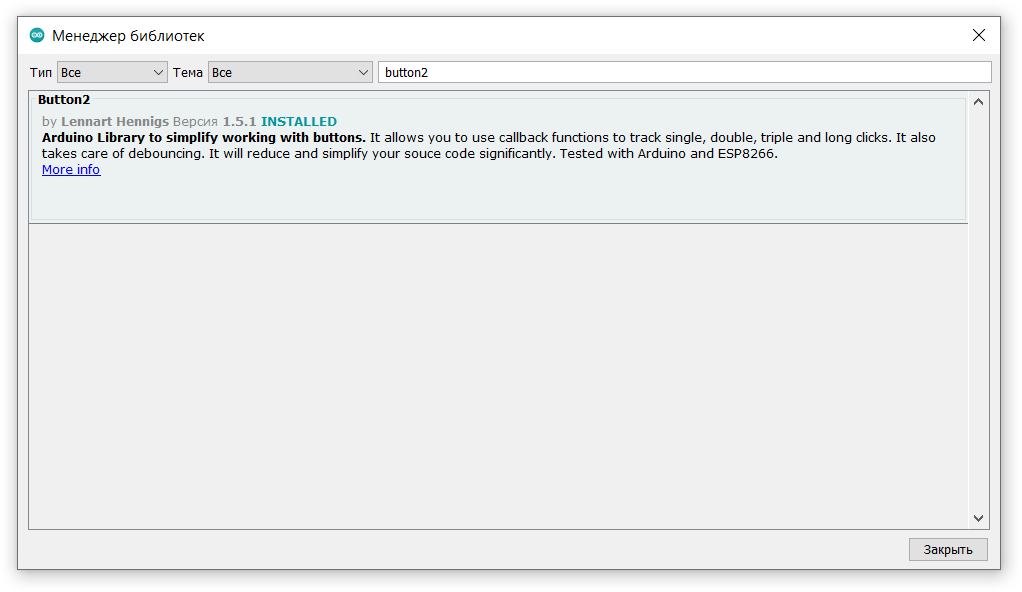 Менеджер библиотек
Тип Все Тема Все button2
Button2
by Lennart Hennigs Версия 1.5.1 INSTALLED
Arduino Library to simplify working with buttons. It allows you to use callback functions to track single, double, triple and long clicks. It also
takes care of debouncing. It will reduce and simplify your souce code significantly. Tested with Arduino and ESP8266.
More info
Закрыть